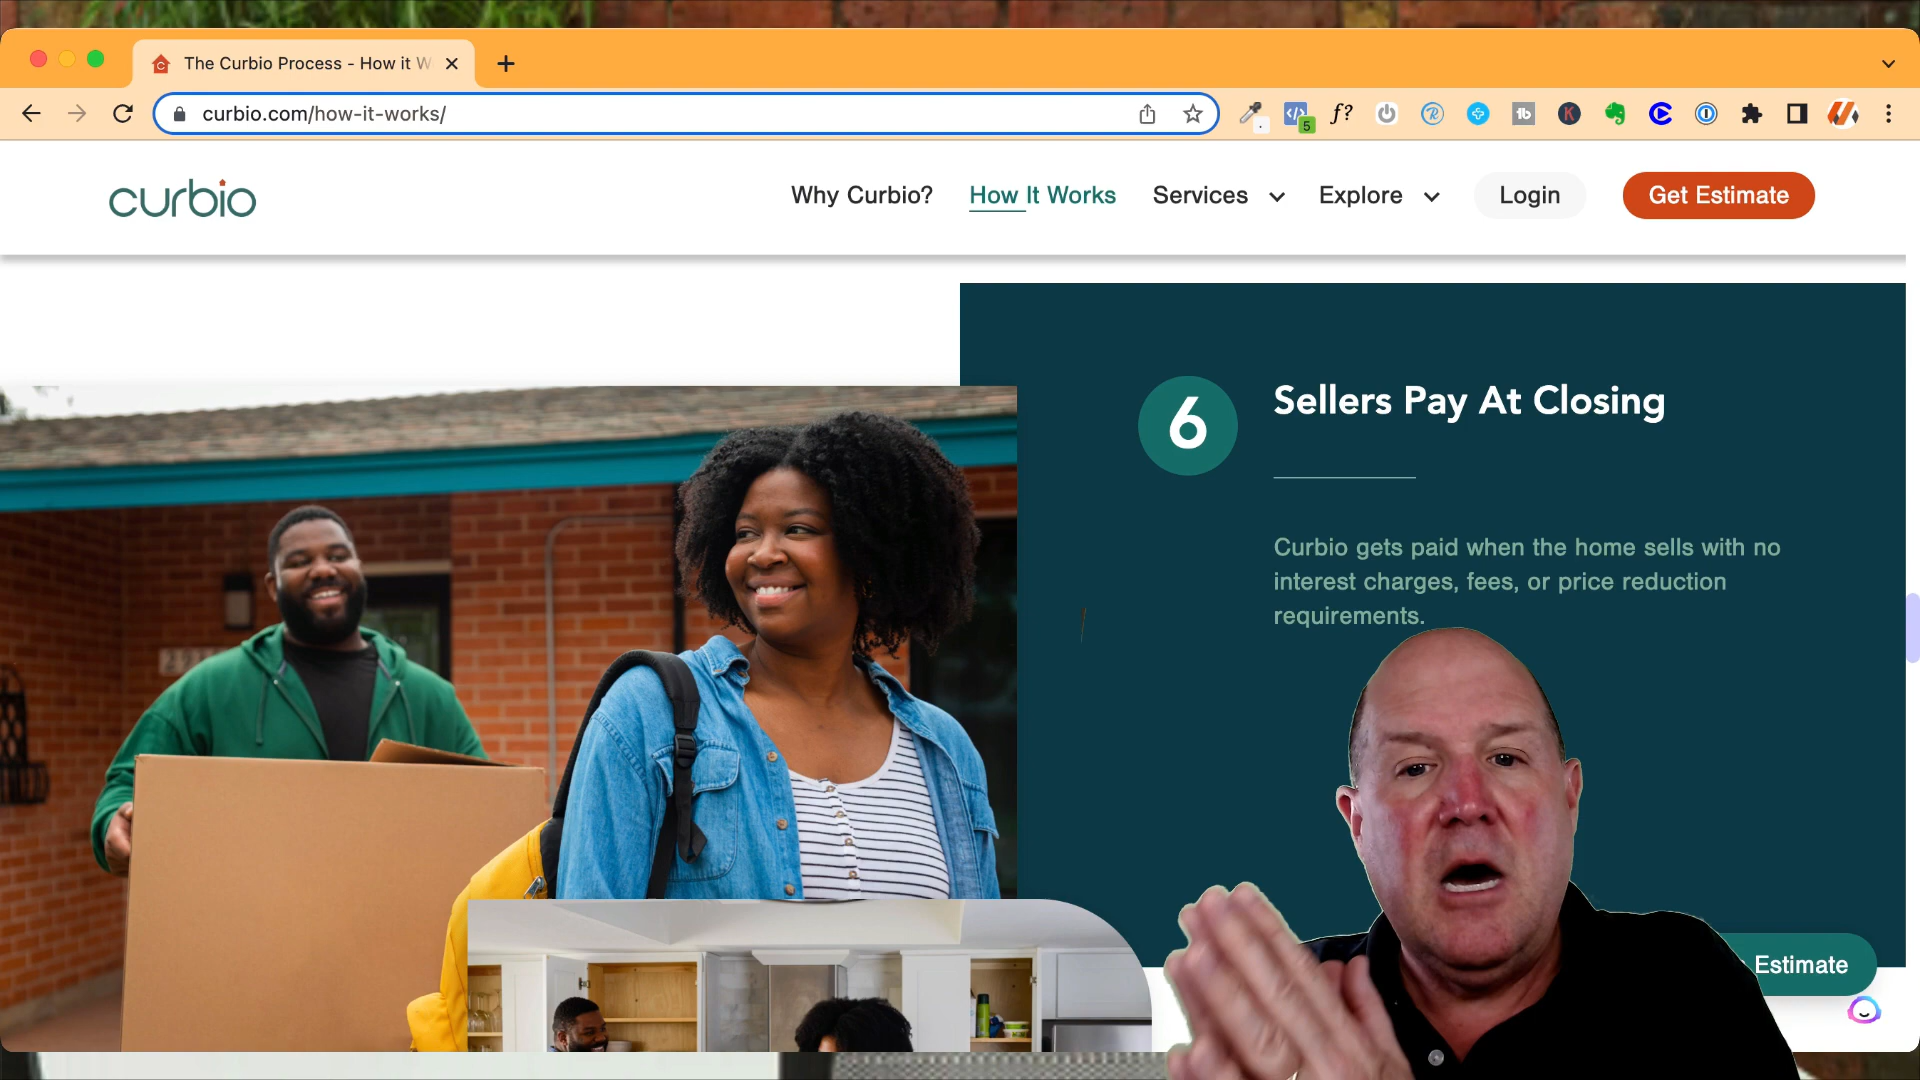 The Curbio Process - How it W
curbio.com/how-it-works/
5
f?
R
1b
K
curbio
Why Curbio?
How It Works
Services
Explore
Login
Get Estimate
6
Sellers Pay At Closing
Curbio gets paid when the home sells with no
interest charges, fees, or price reduction
requirements.
Estimate